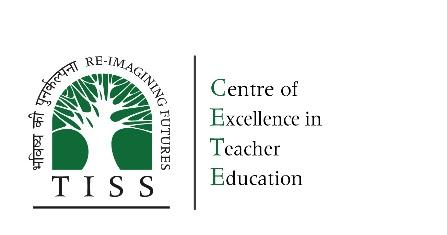 भविष्य की पुनर्कल्पना RE-IMAGINING FUTURES
TISS
Centre of
Excellence in
Teacher
Education